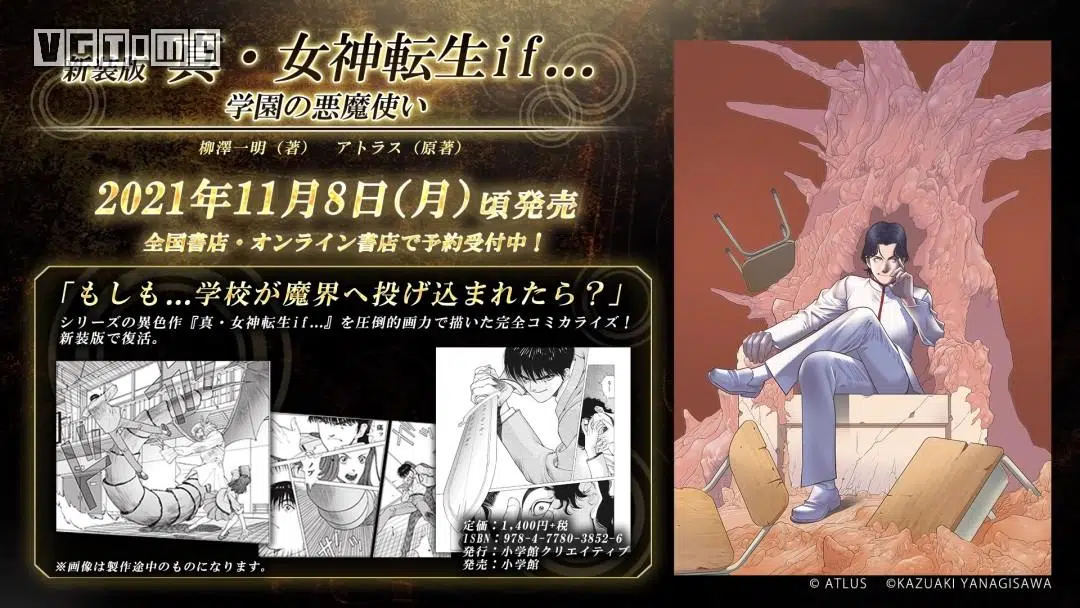 VGTIME
新装版 真・女神転生if...
学園の悪魔使い
柳澤一明（著） アトラス（原著）
2021年11月8日（月）頃発売
全国書店・オンライン書店で予約受付中！
「もしも...学校が魔界へ投げ込まれたら？」
シリーズの異色作『真・女神転生if...』を圧倒的画力で描いた完全コミカライズ！
新装版で復活。
定価：1,400円+税
ISBN：978-4-7780-3852-6
発行：小学館クリエイティブ
発売：小学館
※画像は製作途中のものになります。
© ATLUS ©KAZUAKI YANAGISAWA